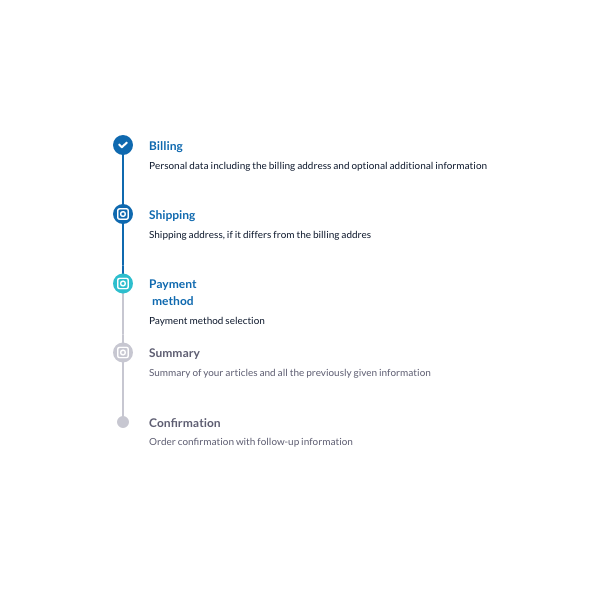 Billing
Personal data including the billing address and optional additional information
Shipping
Shipping address, if it differs from the billing addres
Payment
method
Payment method selection
Summary
Summary of your articles and all the previously given information
Confirmation
Order confirmation with follow-up information